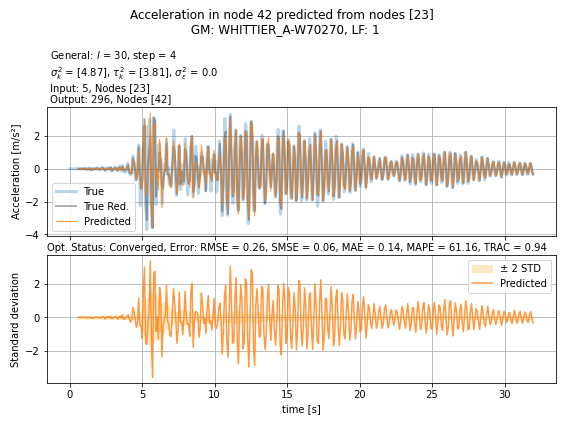 Acceleration in node 42 predicted from nodes [23]
GM: WHITTIER_A-W70270, LF: 1
General: l = 30, step = 4
σ²ₖ = [4.87], τ²ₖ = [3.81], σ²ε = 0.0
Input: 5, Nodes [23]
Output: 296, Nodes [42]
Acceleration [m/s²]
2
0
−2
−4
True
True Red.
Predicted
Opt. Status: Converged, Error: RMSE = 0.26, SMSE = 0.06, MAE = 0.14, MAPE = 61.16, TRAC = 0.94
Standard deviation
2
0
−2
± 2 STD
Predicted
0 5 10 15 20 25 30
time [s]